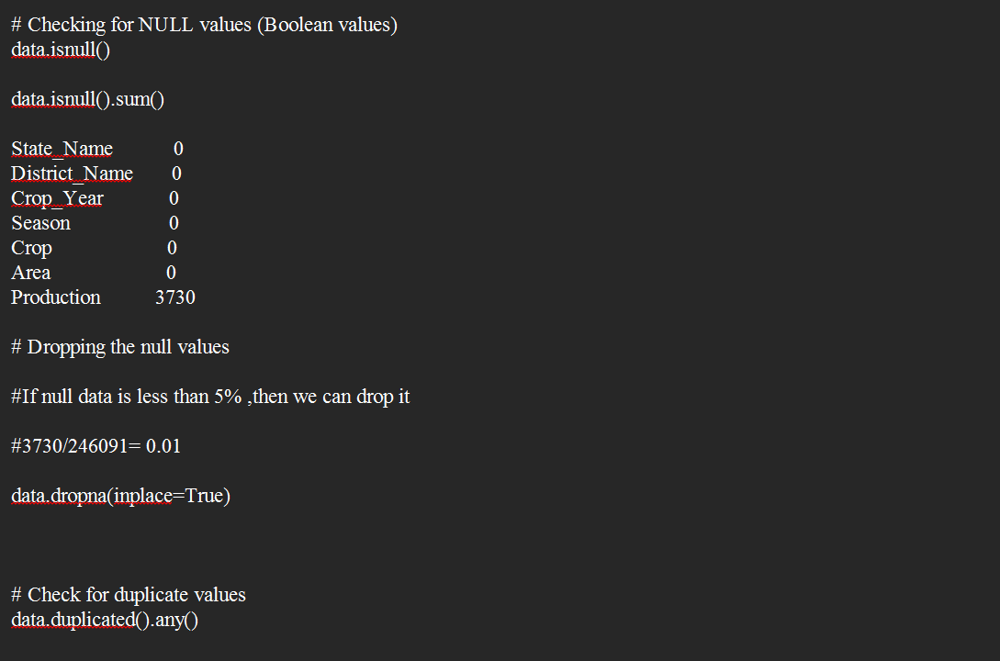 # Checking for NULL values (Boolean values)
data.isnull()
data.isnull().sum()
State_Name 0
District_Name 0
Crop_Year 0
Season 0
Crop 0
Area 0
Production 3730
# Dropping the null values
#If null data is less than 5% ,then we can drop it
#3730/246091= 0.01
data.dropna(inplace=True)
# Check for duplicate values
data.duplicated().any()